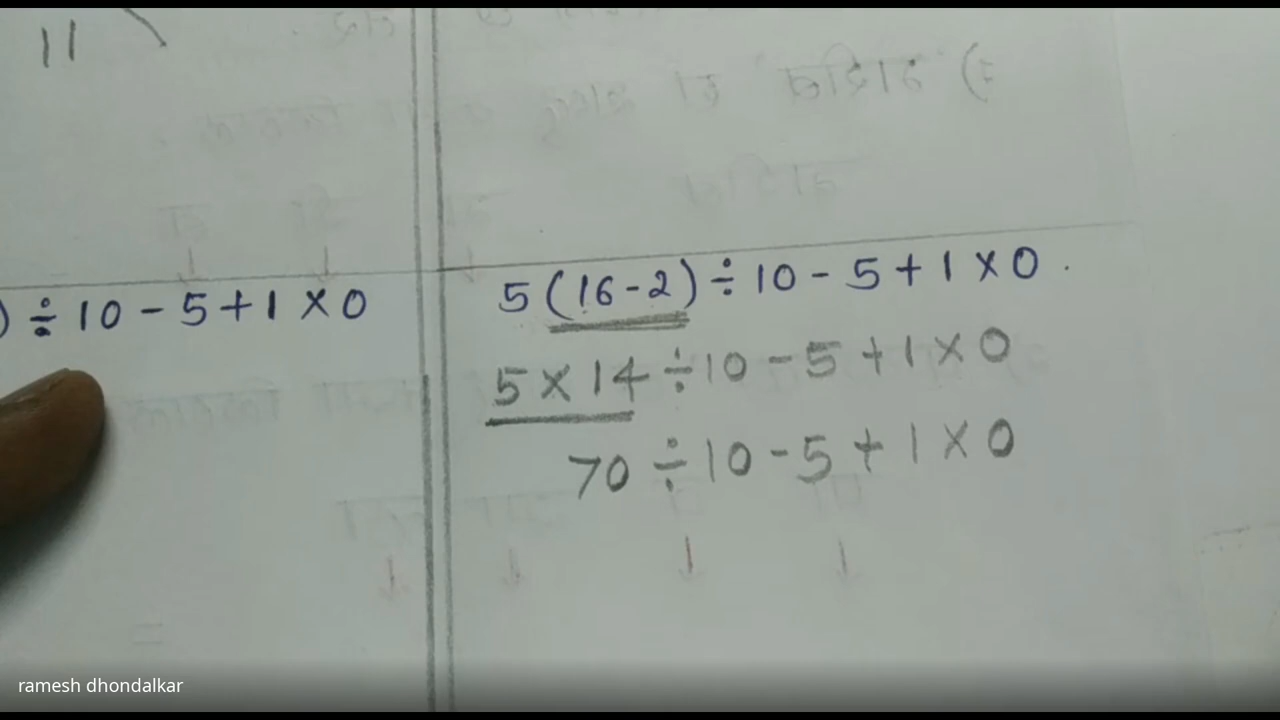 11
) ÷ 10 - 5 + 1 × 0
5 (16-2) ÷ 10 - 5 + 1 × 0 .
5 × 14 ÷ 10 - 5 + 1 × 0
70 ÷ 10 - 5 + 1 × 0
ramesh dhondalkar